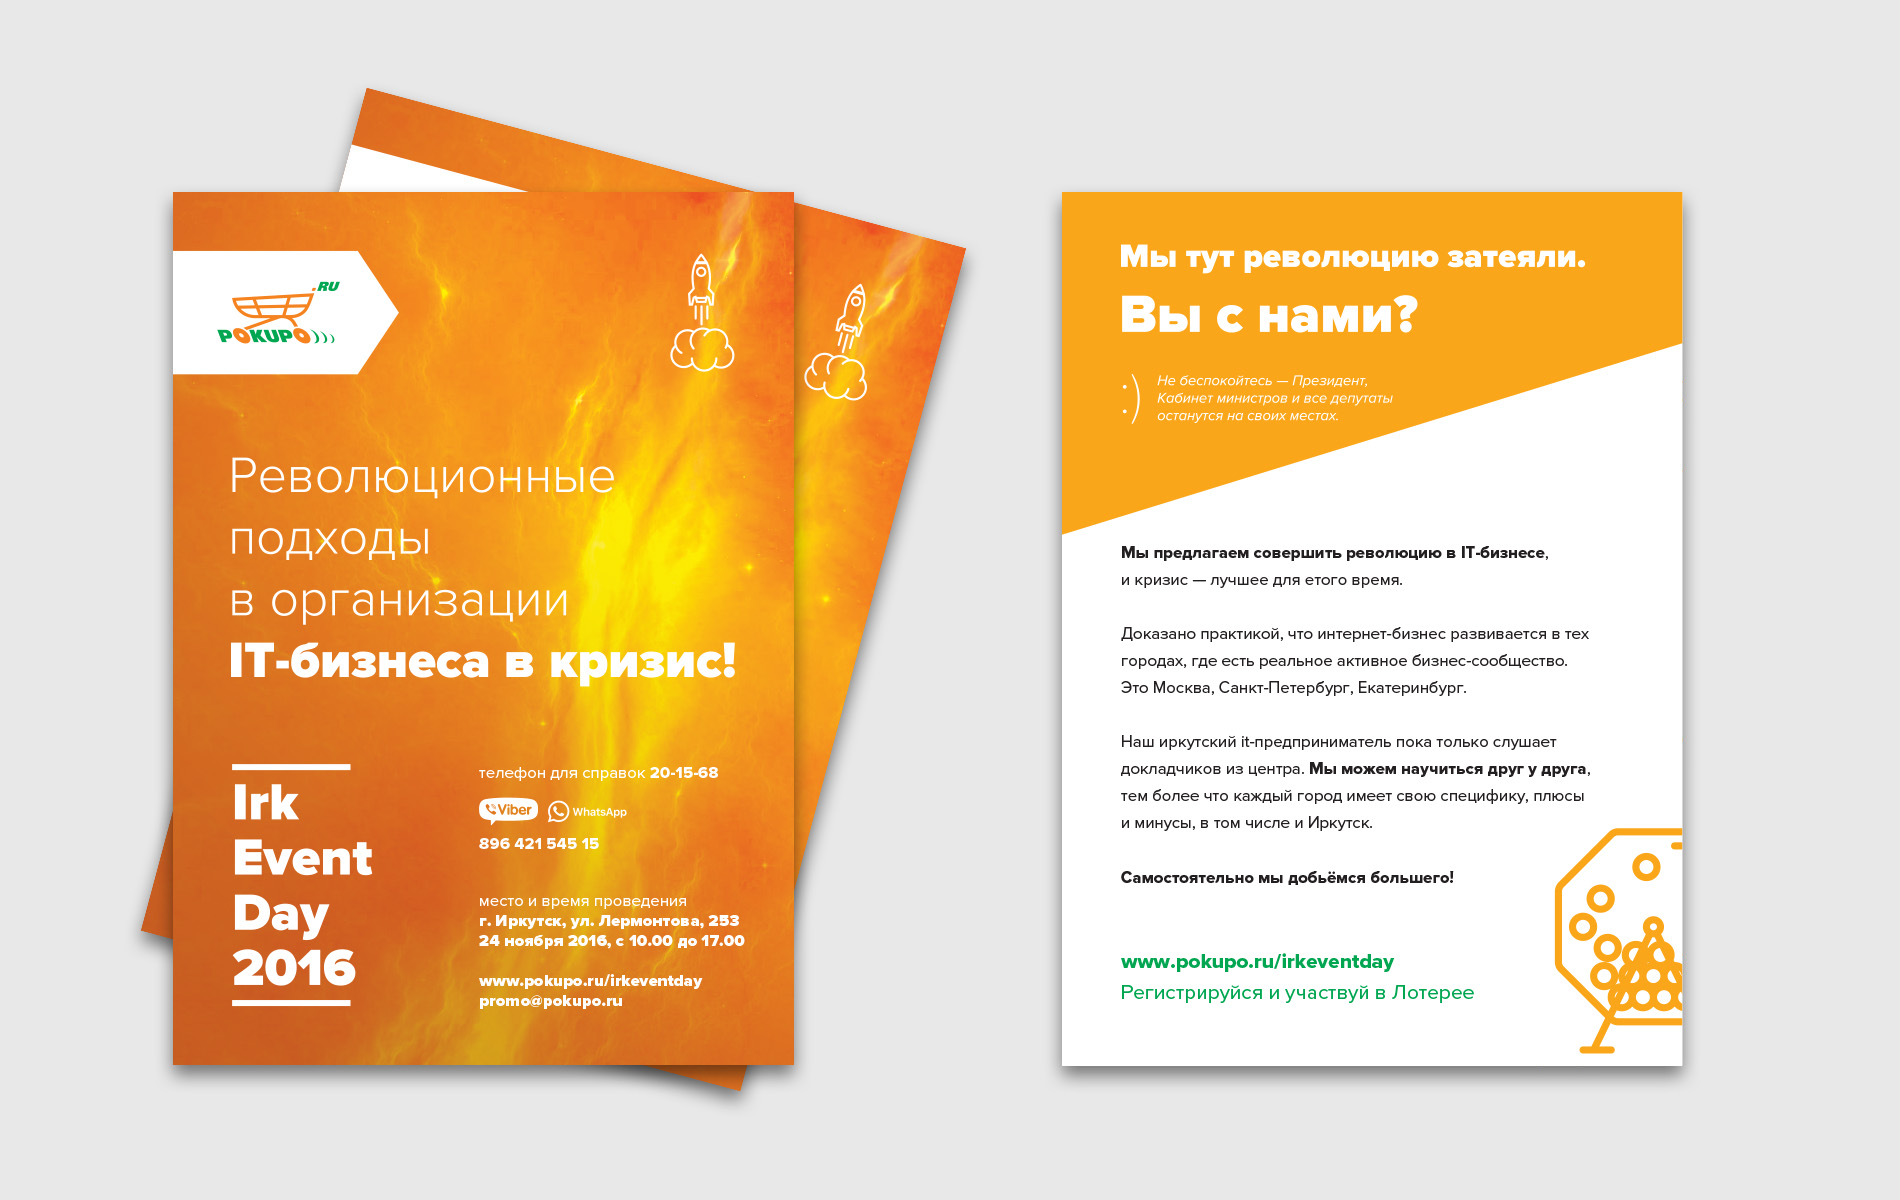 .RU
POKUPO
Революционные
подходы
в организации
IT-бизнеса в кризис!
Irk
Event
Day
2016
телефон для справок 20-15-68
Viber WhatsApp
896 421 545 15
место и время проведения
г. Иркутск, ул. Лермонтова, 253
24 ноября 2016, с 10.00 до 17.00
www.pokupo.ru/irkeventday
promo@pokupo.ru
Мы тут революцию затеяли.
Вы с нами?
:)
Не беспокойтесь — Президент,
Кабинет министров и все депутаты
останутся на своих местах.
Мы предлагаем совершить революцию в IT-бизнесе,
и кризис — лучшее для етого время.
Доказано практикой, что интернет-бизнес развивается в тех
городах, где есть реальное активное бизнес-сообщество.
Это Москва, Санкт-Петербург, Екатеринбург.
Наш иркутский it-предприниматель пока только слушает
докладчиков из центра. Мы можем научиться друг у друга,
тем более что каждый город имеет свою специфику, плюсы
и минусы, в том числе и Иркутск.
Самостоятельно мы добьёмся большего!
www.pokupo.ru/irkeventday
Регистрируйся и участвуй в Лотерее